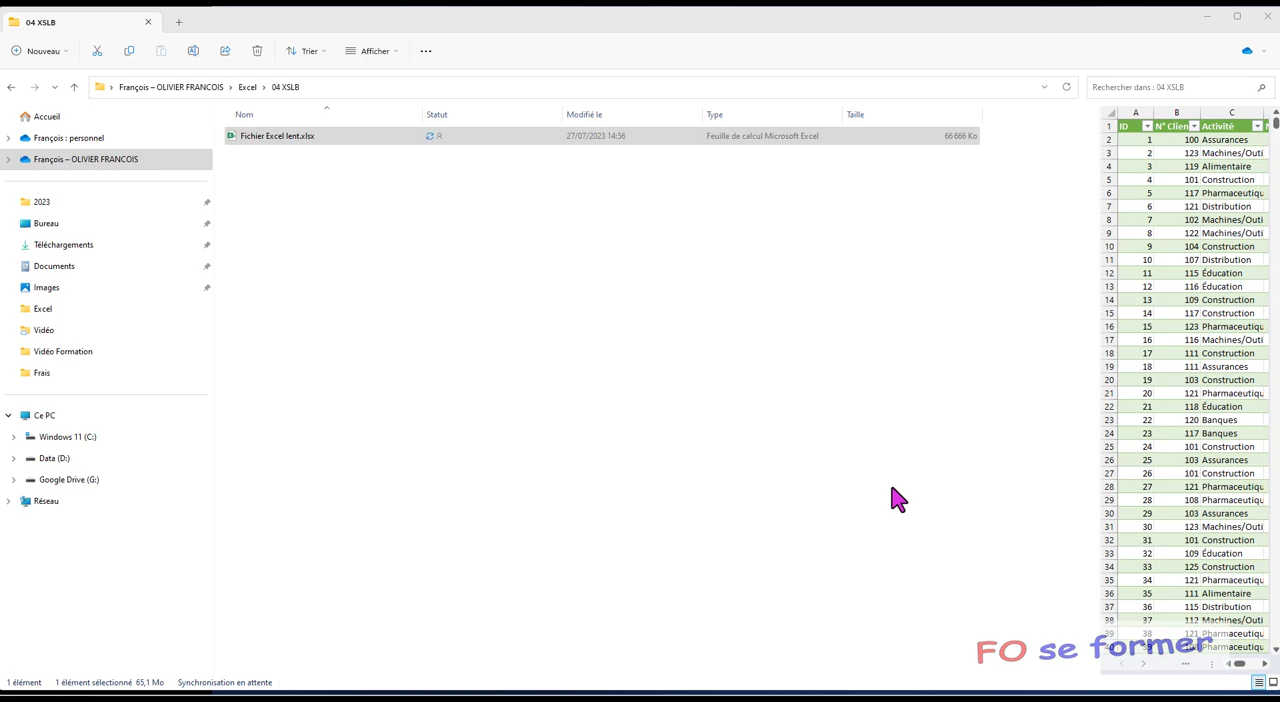 04 XSLB
Nouveau
Trier
Afficher
François – OLIVIER FRANCOIS
Excel
04 XSLB
Rechercher dans : 04 XSLB
Accueil
François : personnel
François – OLIVIER FRANCOIS
2023
Bureau
Téléchargements
Documents
Images
Excel
Vidéo
Vidéo Formation
Frais
Ce PC
Windows 11 (C:)
Data (D:)
Google Drive (G:)
Réseau
Nom Statut Modifié le Type Taille
Fichier Excel lent.xlsx 27/07/2023 14:56 Feuille de calcul Microsoft Excel 66 666 Ko
A B C
1 ID N° Clien Activité
2 1 100 Assurances
3 2 123 Machines/Outi
4 3 119 Alimentaire
5 4 101 Construction
6 5 117 Pharmaceutiqu
7 6 121 Distribution
8 7 102 Machines/Outi
9 8 122 Machines/Outi
10 9 104 Construction
11 10 107 Distribution
12 11 115 Éducation
13 12 116 Éducation
14 13 109 Construction
15 14 117 Construction
16 15 123 Pharmaceutiqu
17 16 116 Machines/Outi
18 17 111 Construction
19 18 111 Assurances
20 19 103 Construction
21 20 121 Pharmaceutiqu
22 21 118 Éducation
23 22 120 Banques
24 23 117 Banques
25 24 101 Construction
26 25 103 Assurances
27 26 101 Construction
28 27 121 Pharmaceutiqu
29 28 108 Pharmaceutiqu
30 29 103 Assurances
31 30 123 Machines/Outi
32 31 101 Construction
33 32 109 Éducation
34 33 125 Construction
35 34 121 Pharmaceutiqu
36 35 111 Alimentaire
37 36 115 Distribution
38 37 112 Machines/Outi
39 38 121 Pharmaceutiqu
FO se former
1 élément 1 élément sélectionné 65,1 Mo Synchronisation en attente